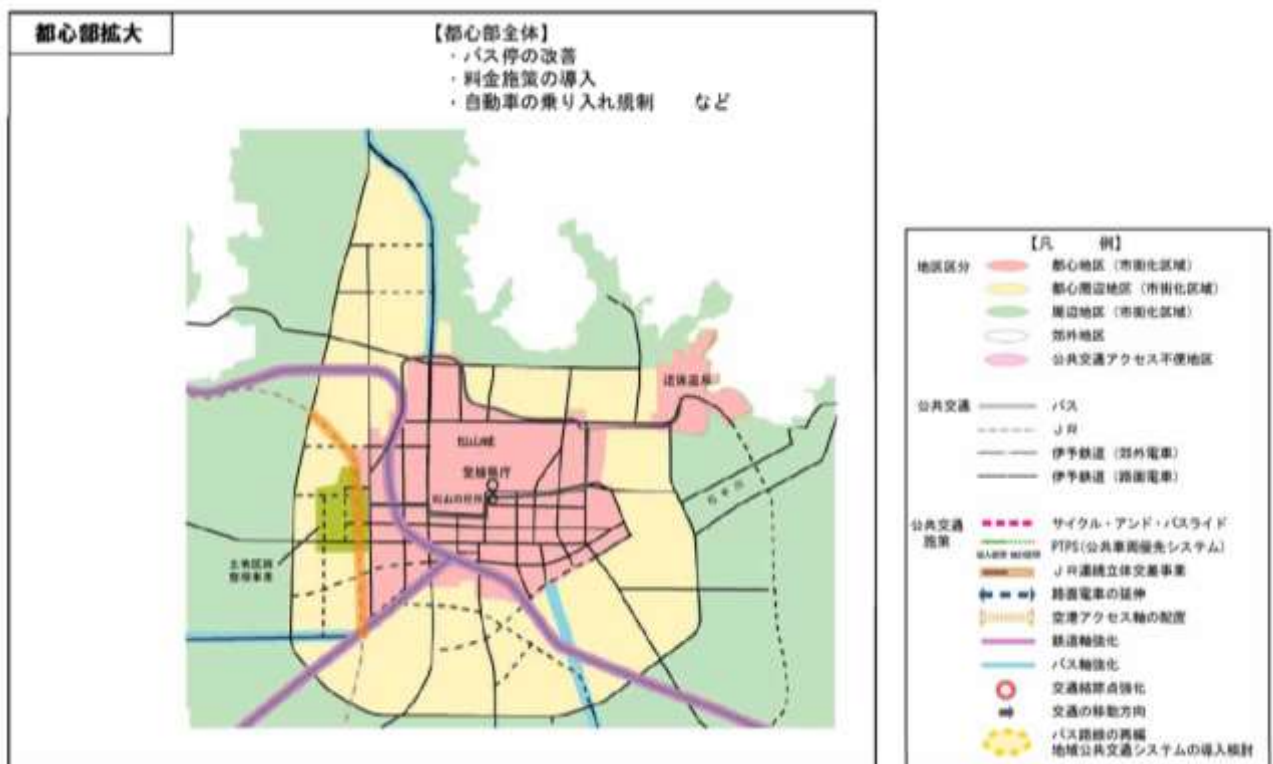 都心部拡大
【都心部全体】
・バス停の改善
・料金施策の導入
・自動車の乗り入れ規制　など
道後温泉
松山城
愛媛県庁
松山市役所
石手川
土地区画
整理事業
【凡　例】
地区区分
都心地区（市街化区域）
都心周辺地区（市街化区域）
周辺地区（市街化区域）
郊外地区
公共交通アクセス不便地区
公共交通
バス
ＪＲ
伊予鉄道（郊外電車）
伊予鉄道（路面電車）
公共交通
施策
サイクル・アンド・バスライド
PTPS(公共車両優先システム)
ＪＲ連続立体交差事業
路面電車の延伸
空港アクセス軸の配置
鉄道軸強化
バス軸強化
交通結節点強化
交通の移動方向
バス路線の再編
地域公共交通システムの導入検討